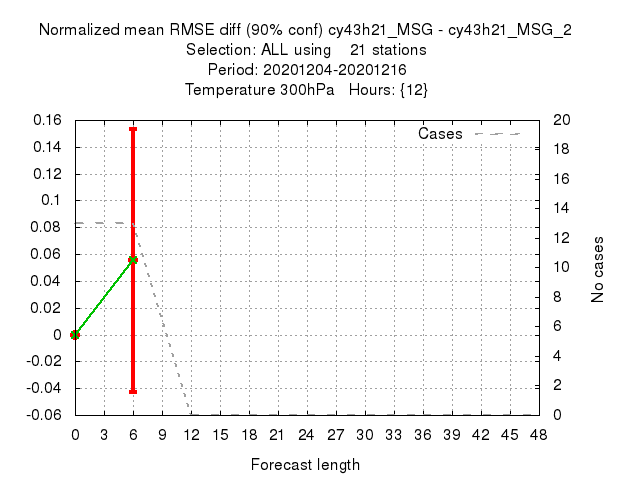 Normalized mean RMSE diff (90% conf) cy43h21_MSG - cy43h21_MSG_2
Selection: ALL using 21 stations
Period: 20201204-20201216
Temperature 300hPa Hours: {12}
Cases
0.16
0.14
0.12
0.1
0.08
0.06
0.04
0.02
0
-0.02
-0.04
-0.06
20
18
16
14
12
10
8
6
4
2
0
No cases
0 3 6 9 12 15 18 21 24 27 30 33 36 39 42 45 48
Forecast length